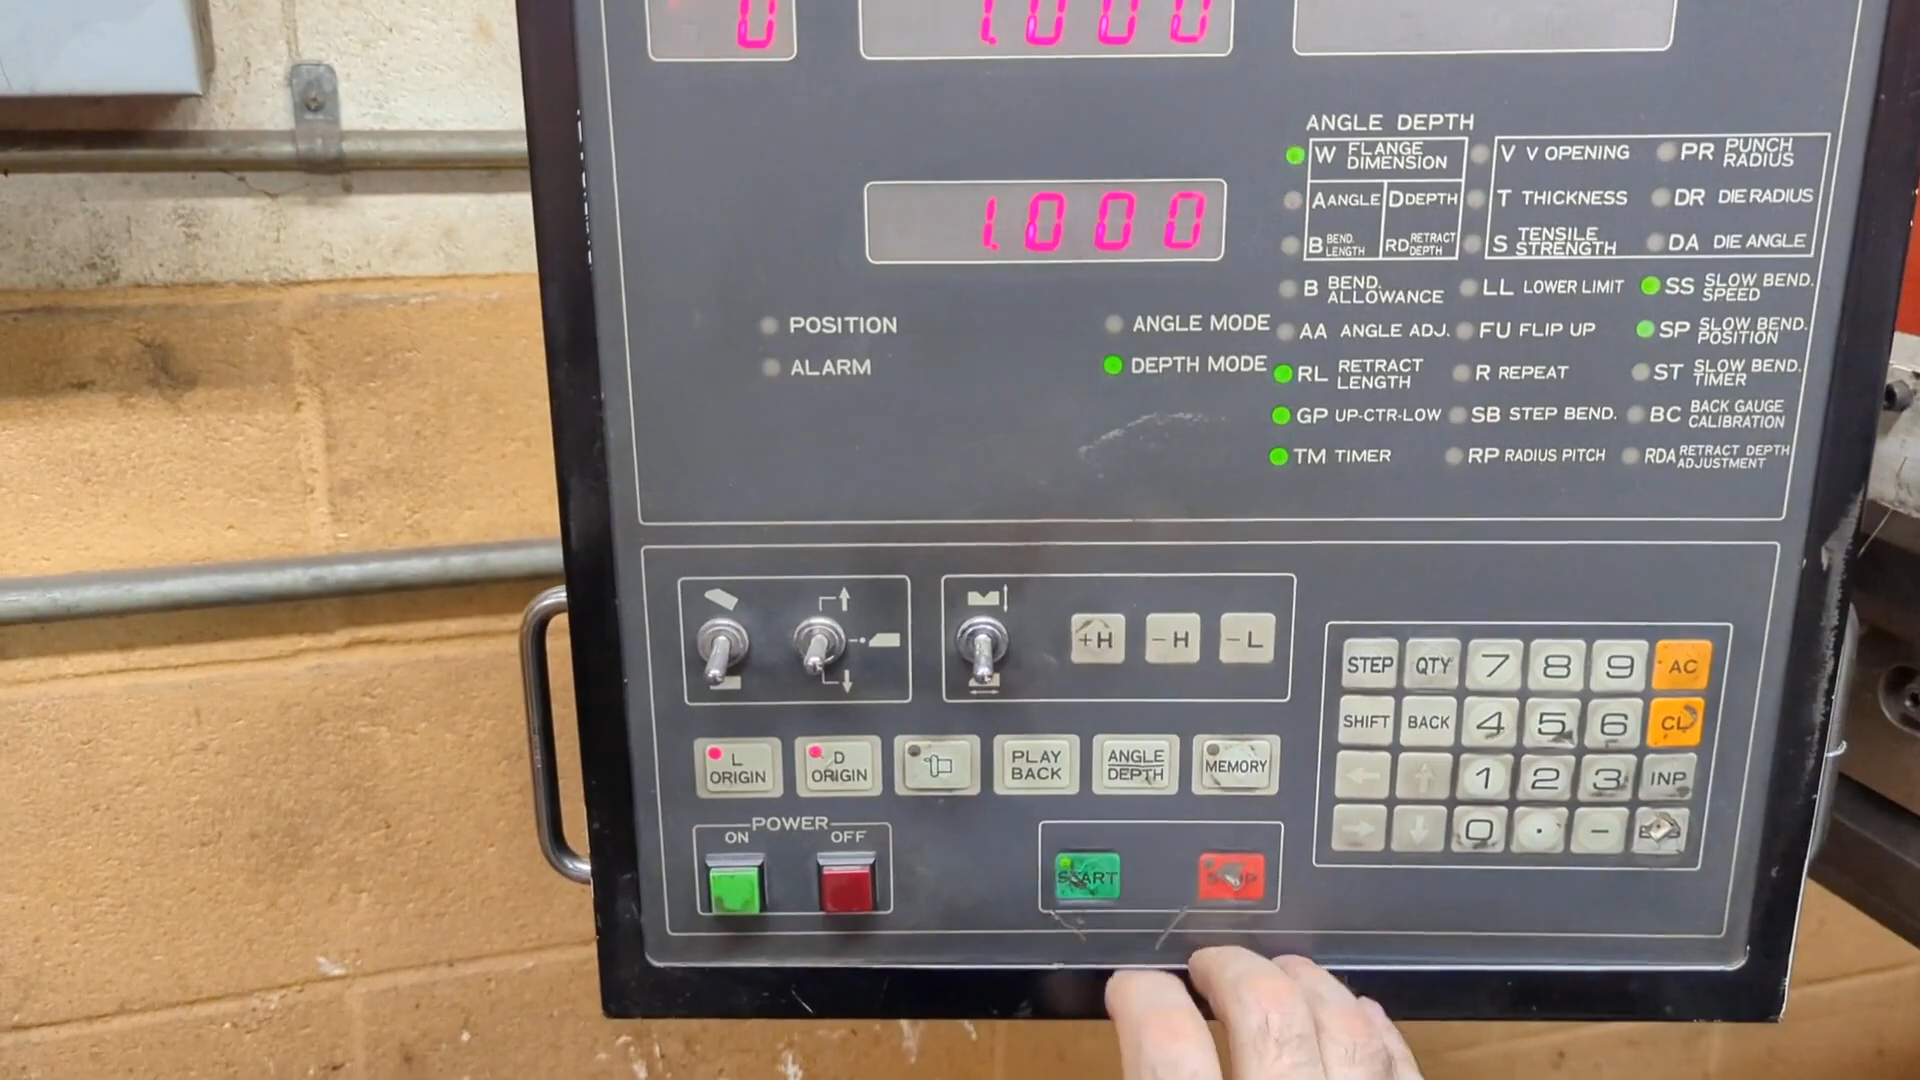 0 1.000
ANGLE DEPTH
W FLANGE DIMENSION V V OPENING PR PUNCH RADIUS
1.000
A ANGLE D DEPTH T THICKNESS DR DIE RADIUS
B BEND. LENGTH RD RETRACT DEPTH S TENSILE STRENGTH DA DIE ANGLE
B BEND. ALLOWANCE LL LOWER LIMIT SS SLOW BEND. SPEED
POSITION ANGLE MODE AA ANGLE ADJ. FU FLIP UP SP SLOW BEND. POSITION
ALARM DEPTH MODE RL RETRACT LENGTH R REPEAT ST SLOW BEND. TIMER
GP UP-CTR-LOW SB STEP BEND. BC BACK GAUGE CALIBRATION
TM TIMER RP RADIUS PITCH RDA RETRACT DEPTH ADJUSTMENT
+H -H -L
STEP QTY 7 8 9 AC
SHIFT BACK 4 5 6 CL
L ORIGIN D ORIGIN PLAY BACK ANGLE DEPTH MEMORY
1 2 3 INP
0 . -
POWER
ON OFF
START STOP